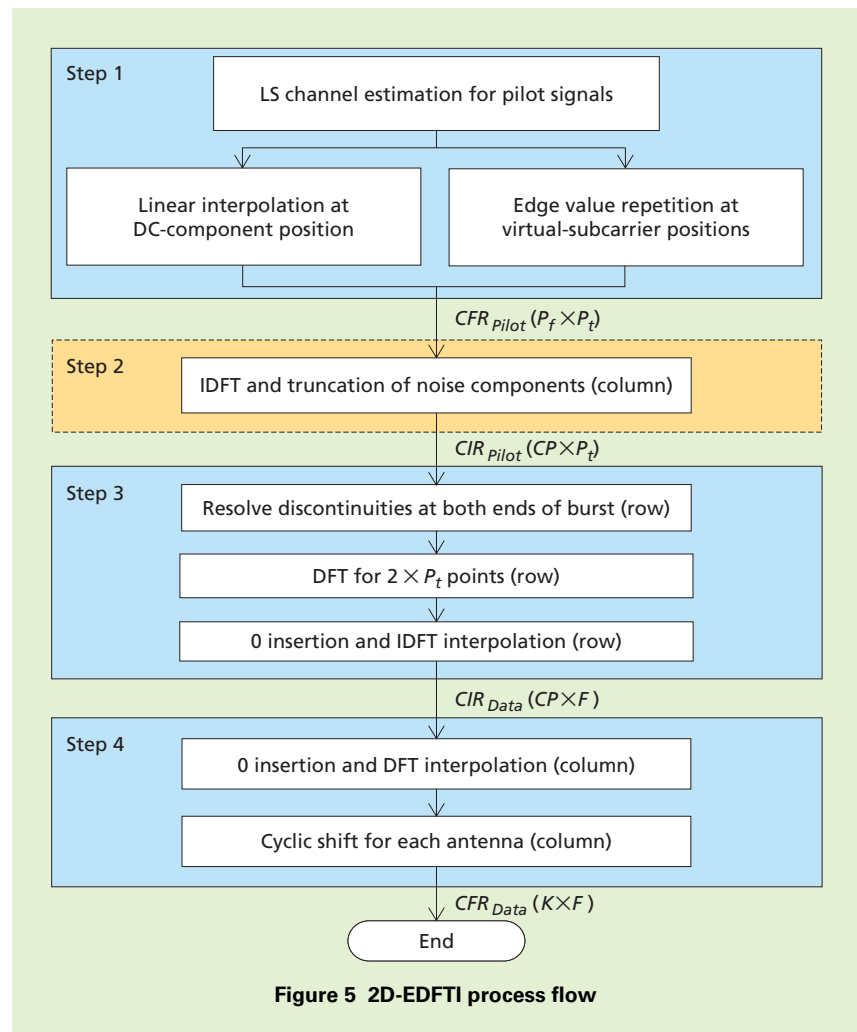 Step 1
LS channel estimation for pilot signals
Linear interpolation at
DC-component position
Edge value repetition at
virtual-subcarrier positions
CFR Pilot (Pf × Pt)
Step 2
IDFT and truncation of noise components (column)
CIR Pilot (CP × Pt)
Step 3
Resolve discontinuities at both ends of burst (row)
DFT for 2 × Pt points (row)
0 insertion and IDFT interpolation (row)
CIR Data (CP × F)
Step 4
0 insertion and DFT interpolation (column)
Cyclic shift for each antenna (column)
CFR Data (K × F)
End
Figure 5 2D-EDFTI process flow